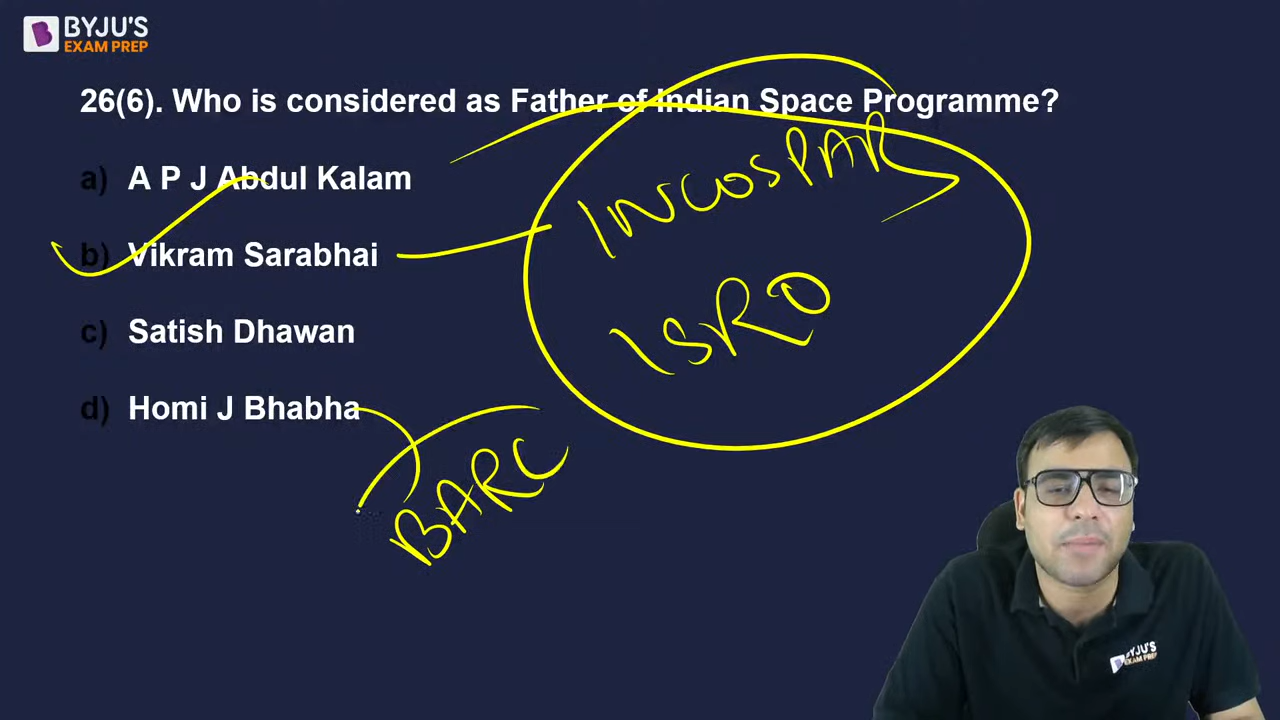 BYJU'S
EXAM PREP
26(6). Who is considered as Father of Indian Space Programme?
a) A P J Abdul Kalam
b) Vikram Sarabhai
c) Satish Dhawan
d) Homi J Bhabha
INCOSPAR
ISRO
BARC
BYJU'S
EXAM PREP